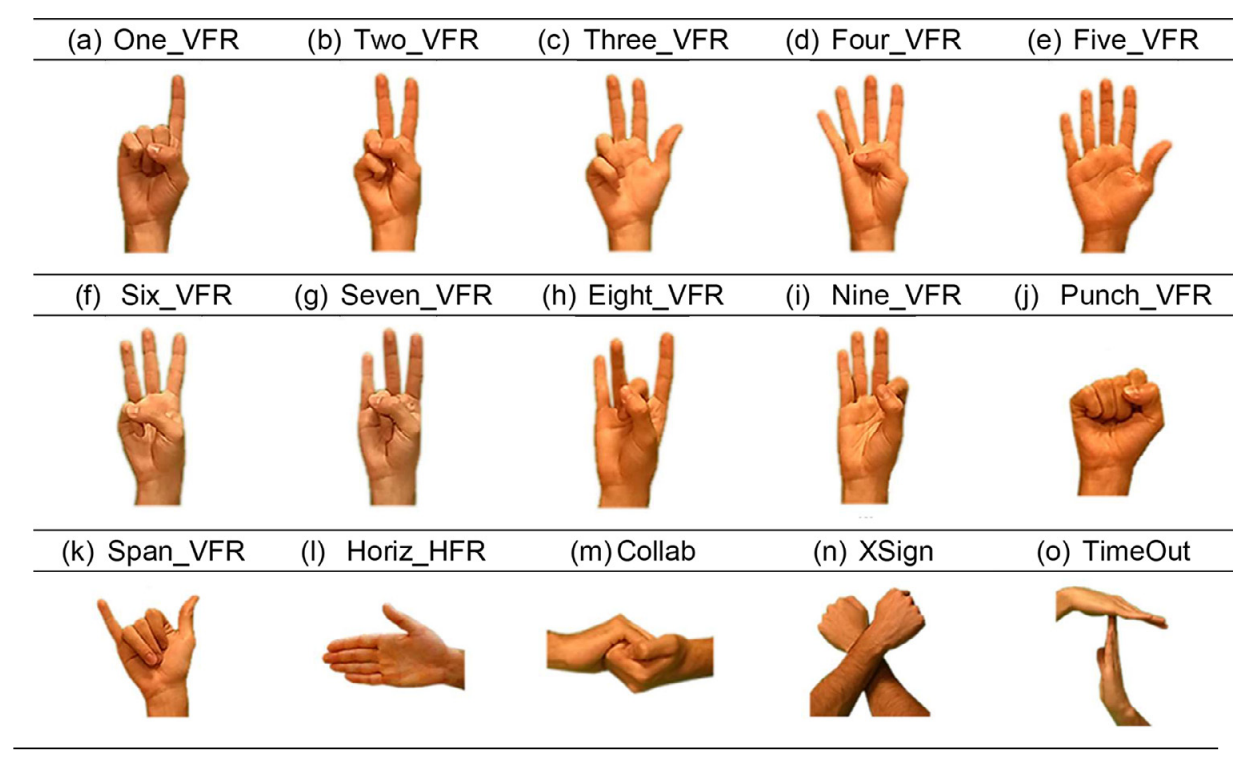 (a) One_VFR (b) Two_VFR (c) Three_VFR (d) Four_VFR (e) Five_VFR
(f) Six_VFR (g) Seven_VFR (h) Eight_VFR (i) Nine_VFR (j) Punch_VFR
(k) Span_VFR (l) Horiz_HFR (m) Collab (n) XSign (o) TimeOut